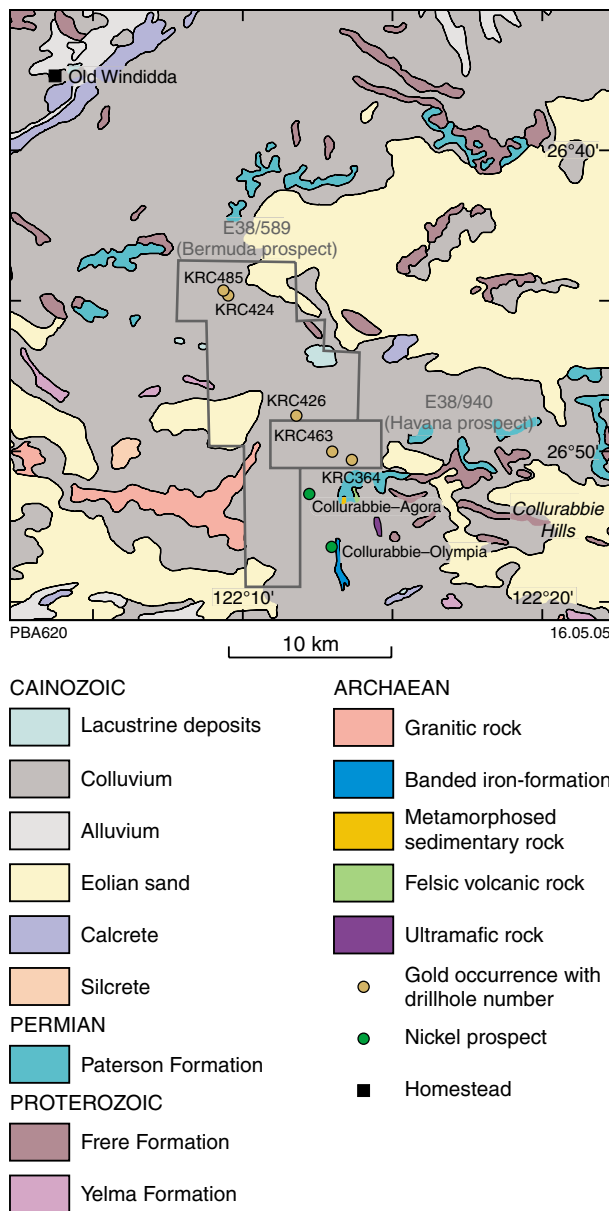 Old Windidda
26°40'
E38/589
(Bermuda prospect)
KRC485
KRC424
KRC426
E38/940
(Havana prospect)
KRC463
26°50'
KRC364
Collurabbie–Agora
Collurabbie
Hills
Collurabbie–Olympia
122°10'
122°20'
PBA620
16.05.05
10 km
CAINOZOIC
Lacustrine deposits
Colluvium
Alluvium
Eolian sand
Calcrete
Silcrete
PERMIAN
Paterson Formation
PROTEROZOIC
Frere Formation
Yelma Formation
ARCHAEAN
Granitic rock
Banded iron-formation
Metamorphosed
sedimentary rock
Felsic volcanic rock
Ultramafic rock
Gold occurrence with
drillhole number
Nickel prospect
Homestead